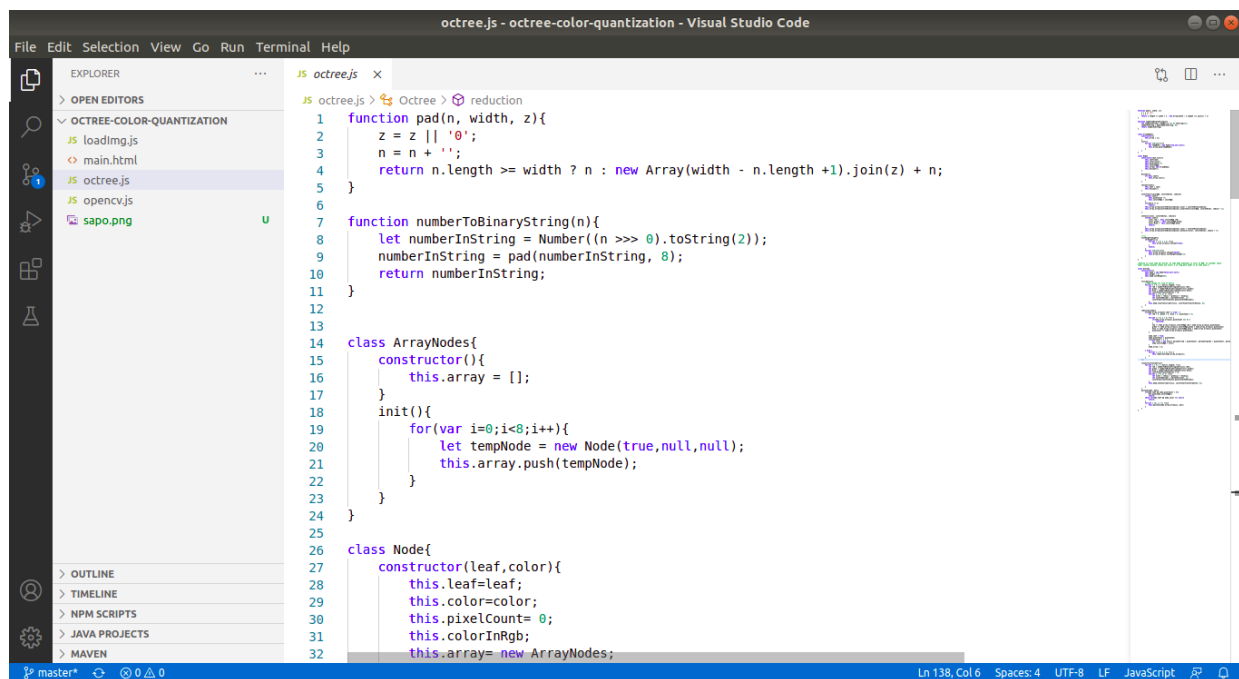 octree.js - octree-color-quantization - Visual Studio Code
File Edit Selection View Go Run Terminal Help
EXPLORER
OPEN EDITORS
OCTREE-COLOR-QUANTIZATION
JS loadImg.js
<> main.html
JS octree.js
JS opencv.js
sapo.png U
OUTLINE
TIMELINE
NPM SCRIPTS
JAVA PROJECTS
MAVEN
1
JS octree.js ×
JS octree.js > Octree > reduction
1 function pad(n, width, z){
2     z = z || '0';
3     n = n + '';
4     return n.length >= width ? n : new Array(width - n.length +1).join(z) + n;
5 }
6
7 function numberToBinaryString(n){
8     let numberInString = Number((n >>> 0).toString(2));
9     numberInString = pad(numberInString, 8);
10     return numberInString;
11 }
12
13
14 class ArrayNodes{
15     constructor(){
16         this.array = [];
17     }
18     init(){
19         for(var i=0;i<8;i++){
20             let tempNode = new Node(true,null,null);
21             this.array.push(tempNode);
22         }
23     }
24 }
25
26 class Node{
27     constructor(leaf,color){
28         this.leaf=leaf;
29         this.color=color;
30         this.pixelCount= 0;
31         this.colorInRgb;
32         this.array= new ArrayNodes;
master* 0 0 Ln 138, Col 6 Spaces: 4 UTF-8 LF JavaScript